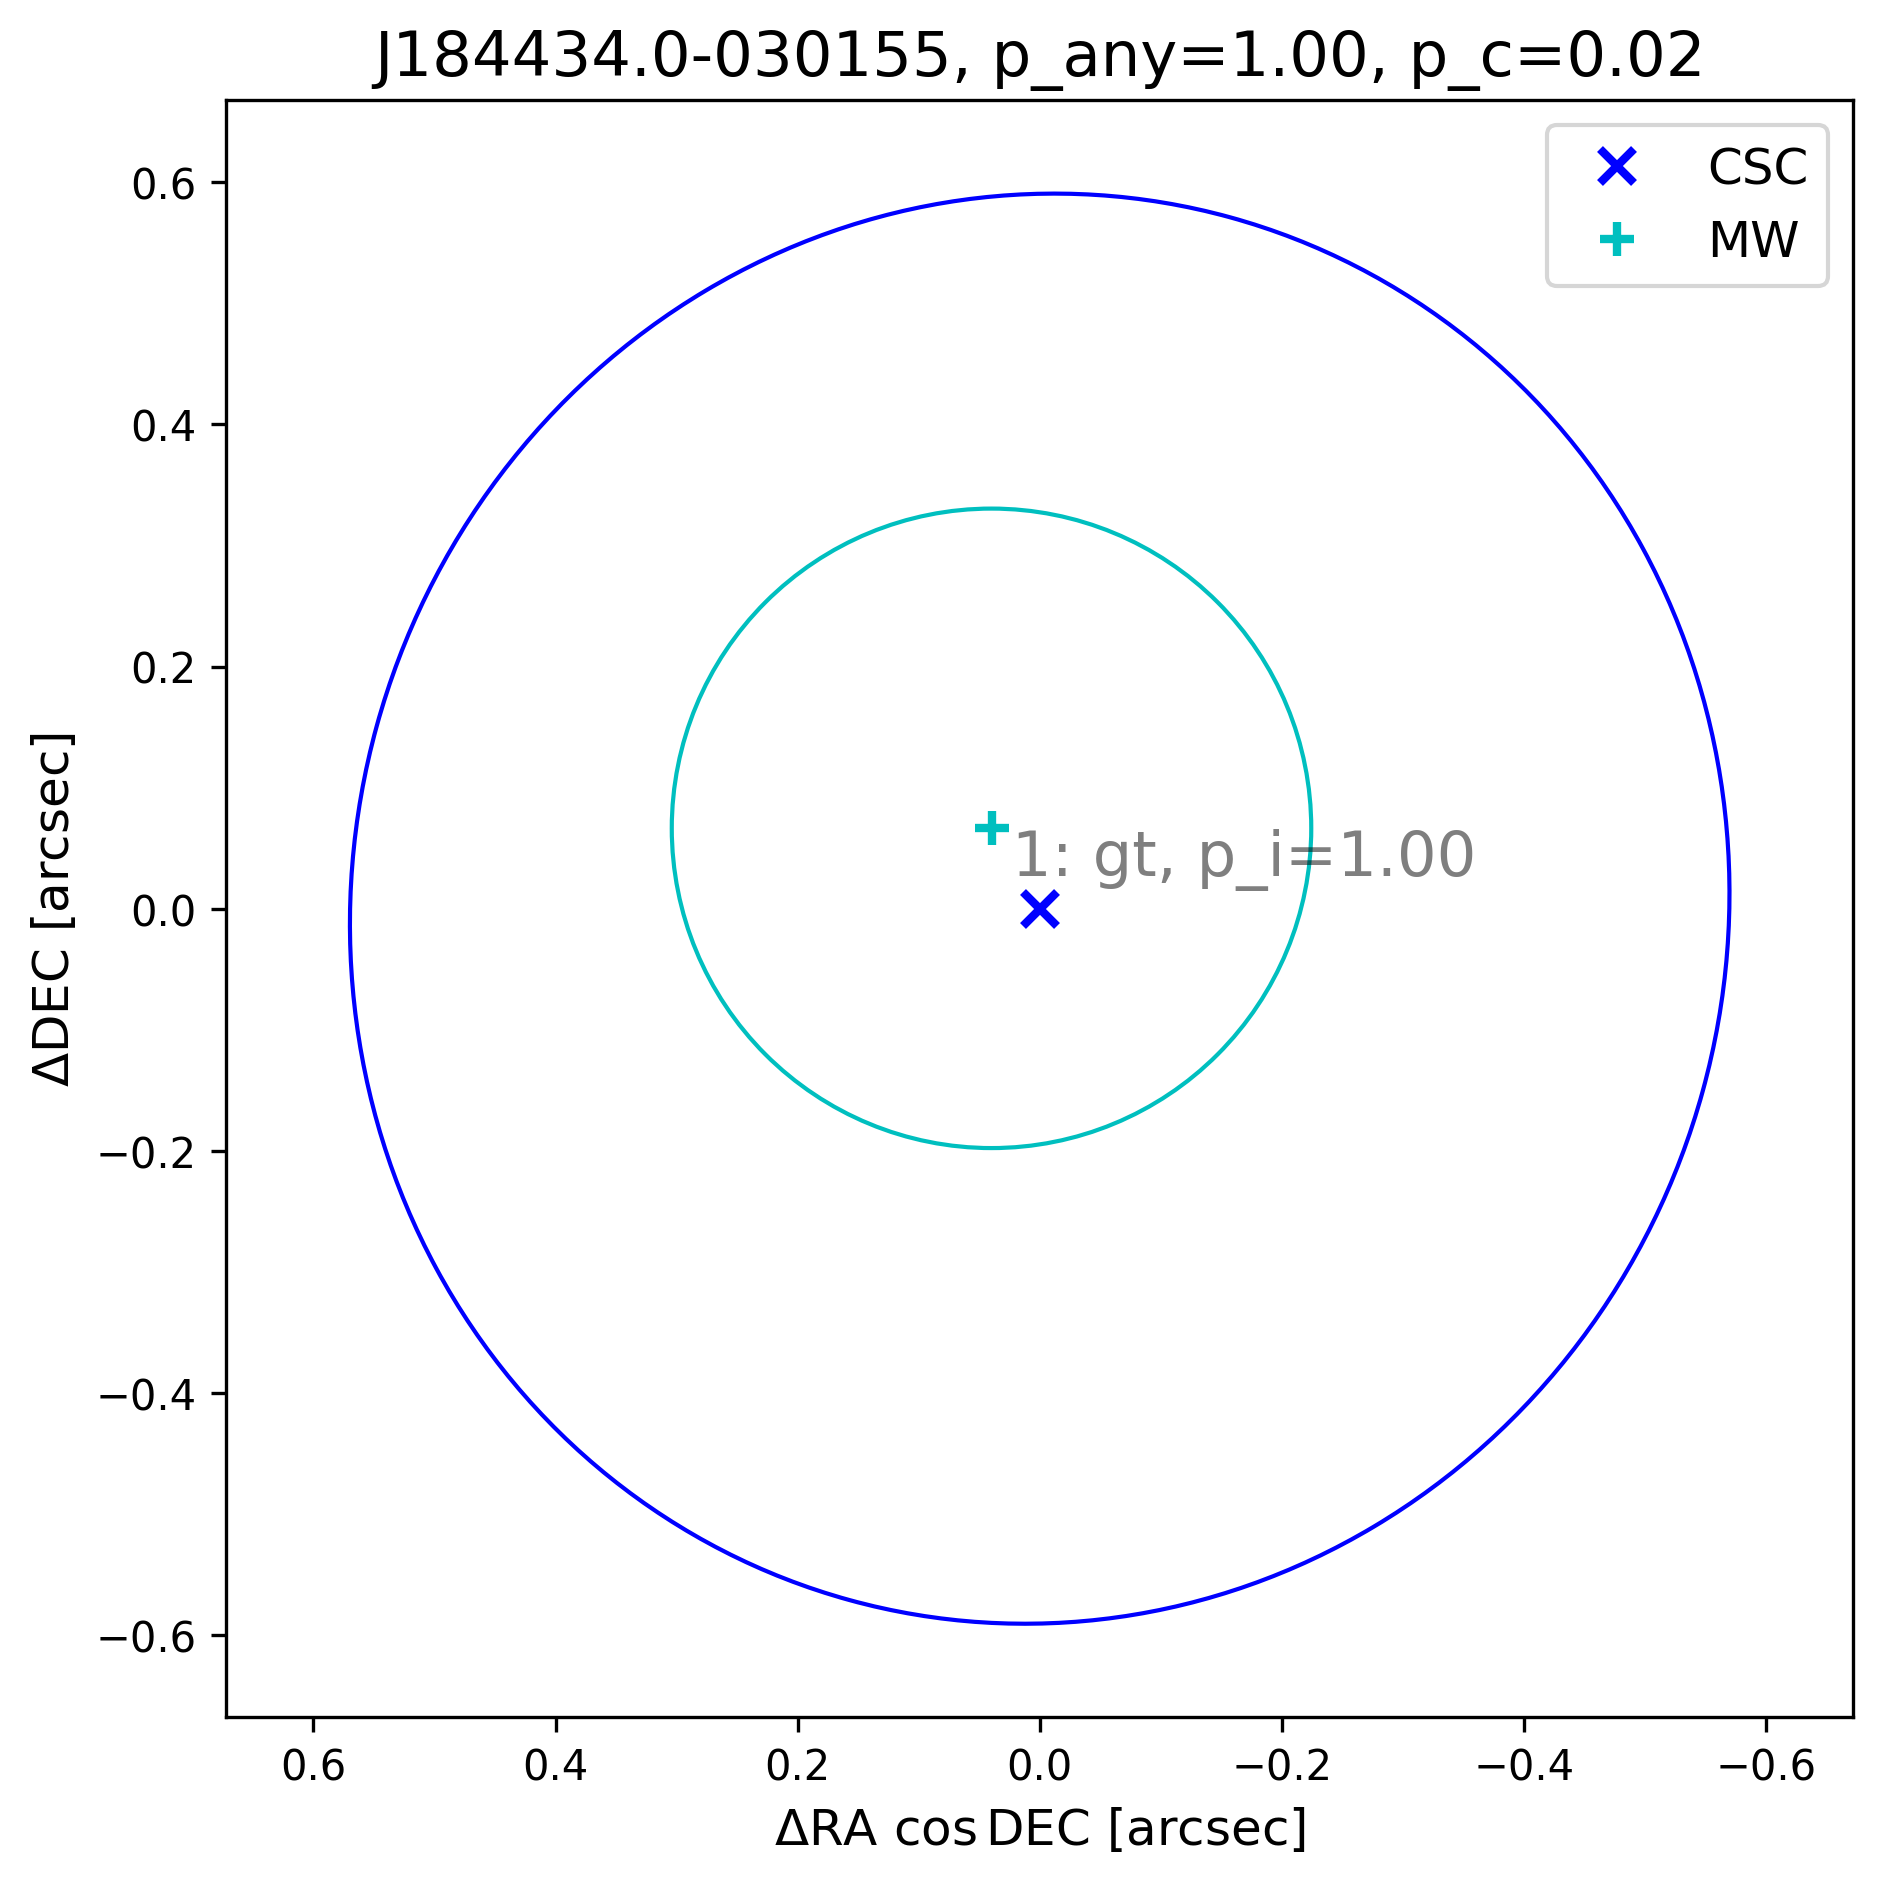 J184434.0-030155, p_any=1.00, p_c=0.02
CSC
MW
0.6
0.4
0.2
0.0
−0.2
−0.4
−0.6
ΔDEC [arcsec]
1: gt, p_i=1.00
0.6 0.4 0.2 0.0 −0.2 −0.4 −0.6
ΔRA cos DEC [arcsec]